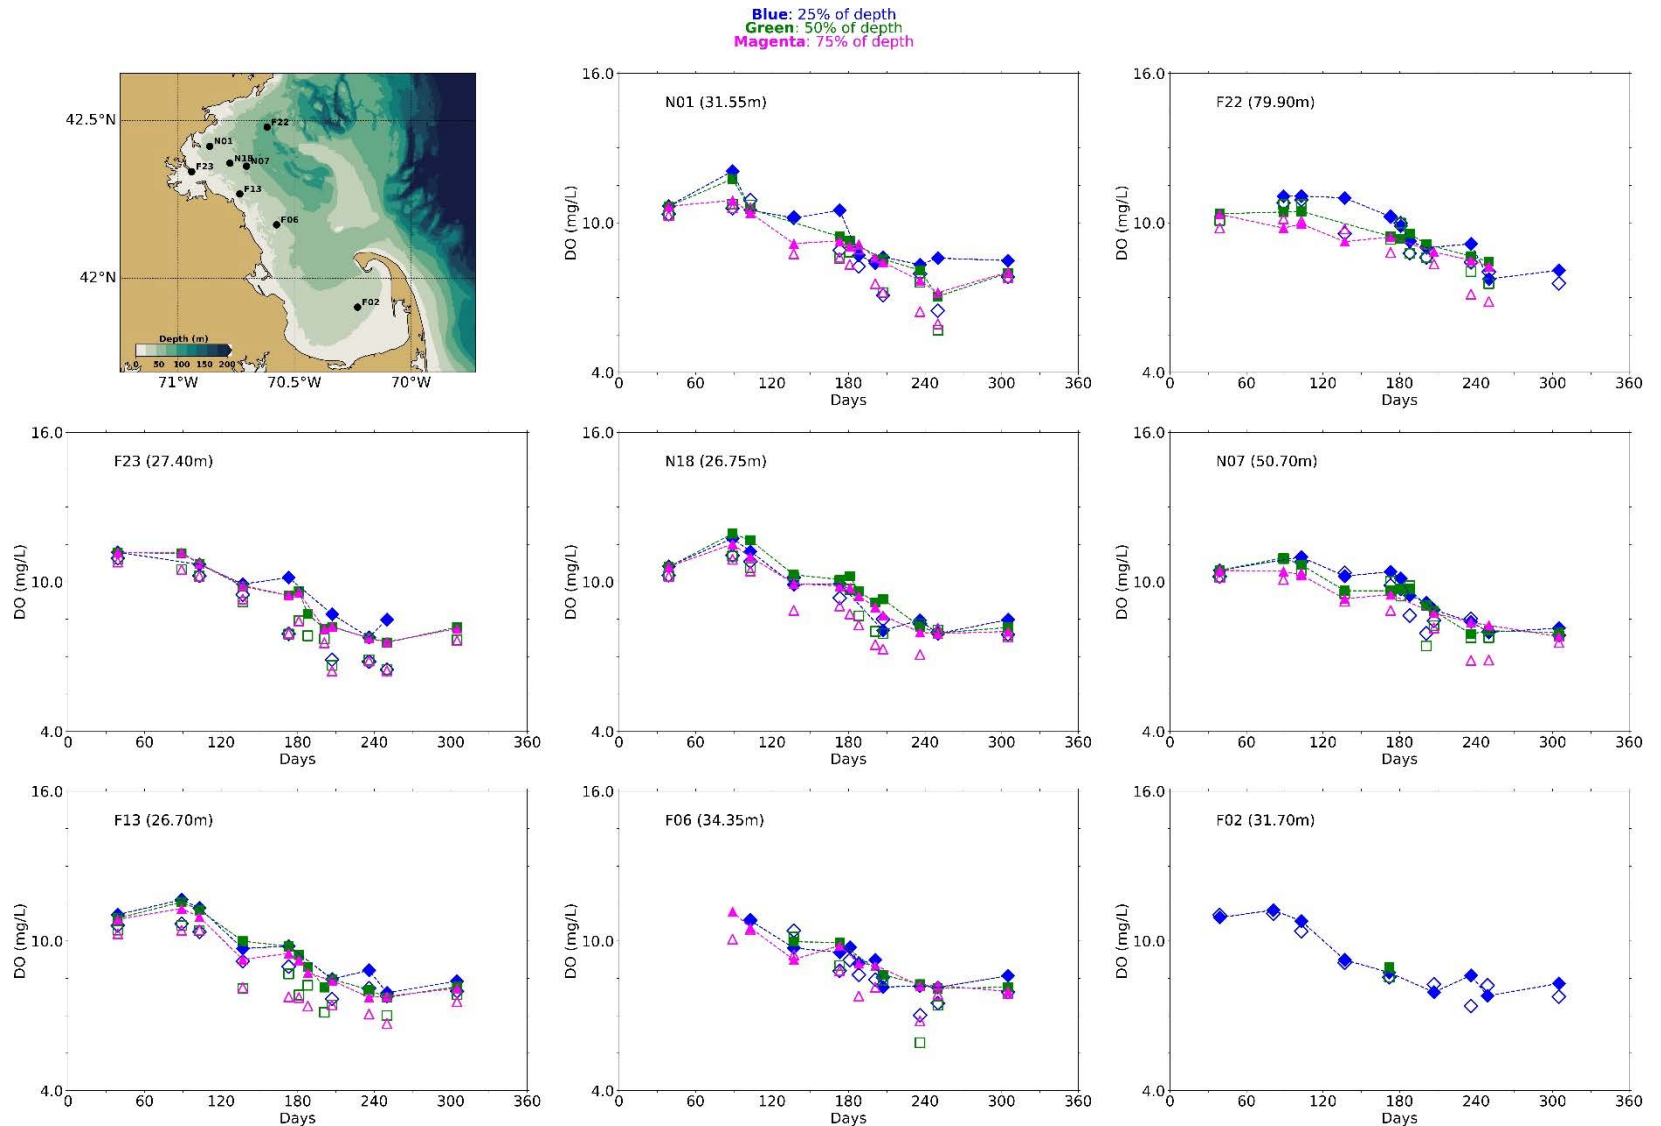 Blue: 25% of depth
Green: 50% of depth
Magenta: 75% of depth
42.5°N
42°N
71°W
70.5°W
70°W
F22
N01
N18
N07
F23
F13
F06
F02
Depth (m)
0 50 100 150 200
N01 (31.55m)
16.0
10.0
4.0
DO (mg/L)
0 60 120 180 240 300 360
Days
F22 (79.90m)
16.0
10.0
4.0
DO (mg/L)
0 60 120 180 240 300 360
Days
F23 (27.40m)
16.0
10.0
4.0
DO (mg/L)
0 60 120 180 240 300 360
Days
N18 (26.75m)
16.0
10.0
4.0
DO (mg/L)
0 60 120 180 240 300 360
Days
N07 (50.70m)
16.0
10.0
4.0
DO (mg/L)
0 60 120 180 240 300 360
Days
F13 (26.70m)
16.0
10.0
4.0
DO (mg/L)
0 60 120 180 240 300 360
Days
F06 (34.35m)
16.0
10.0
4.0
DO (mg/L)
0 60 120 180 240 300 360
Days
F02 (31.70m)
16.0
10.0
4.0
DO (mg/L)
0 60 120 180 240 300 360
Days